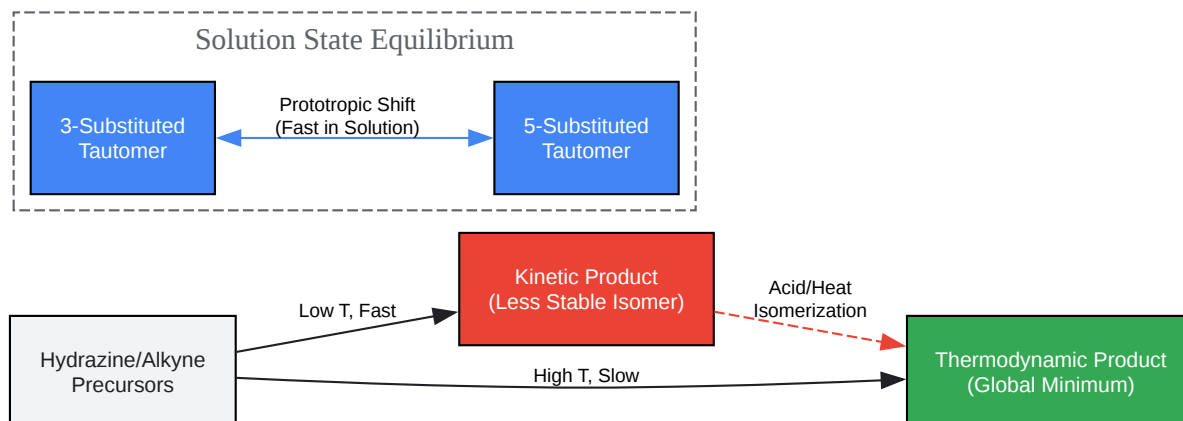 Solution State Equilibrium
3-Substituted
Tautomer
Prototropic Shift
(Fast in Solution)
5-Substituted
Tautomer
Kinetic Product
(Less Stable Isomer)
Acid/Heat
Isomerization
Low T, Fast
Hydrazine/Alkyne
Precursors
High T, Slow
Thermodynamic Product
(Global Minimum)